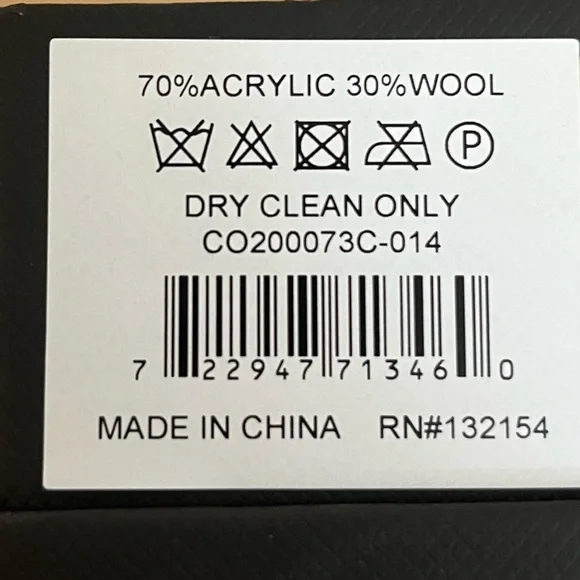 70%ACRYLIC 30%WOOL
P
DRY CLEAN ONLY
CO200073C-014
7 22947 71346 0
MADE IN CHINA RN#132154